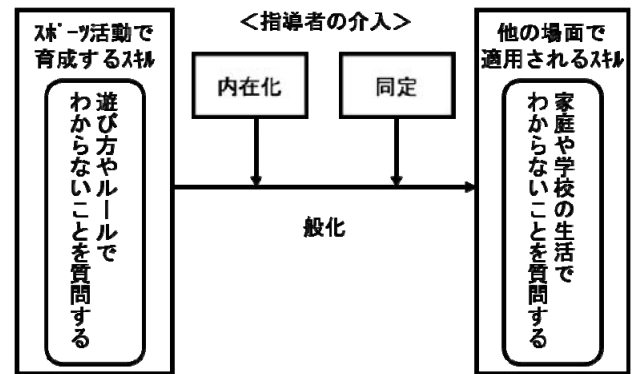 スポーツ活動で
育成するスキル
遊び方やルールで
わからないことを質問する
＜指導者の介入＞
内在化
同定
般化
他の場面で
適用されるスキル
家庭や学校の生活で
わからないことを質問する